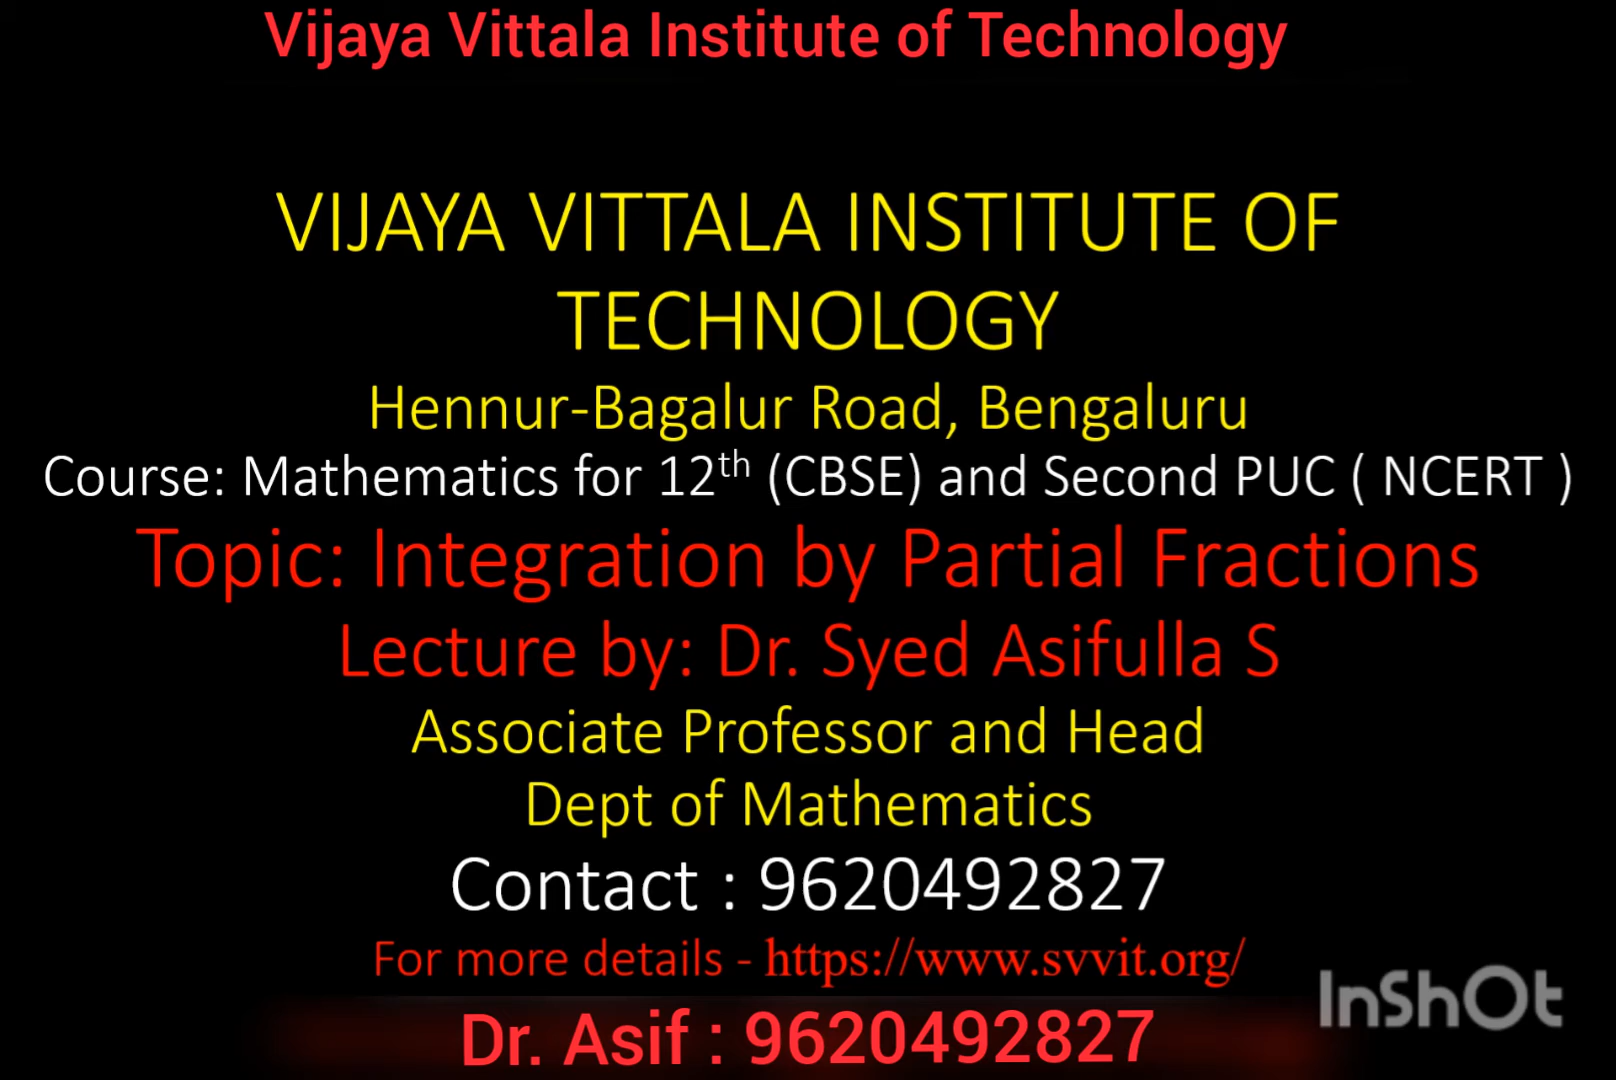 Vijaya Vittala Institute of Technology
VIJAYA VITTALA INSTITUTE OF
TECHNOLOGY
Hennur-Bagalur Road, Bengaluru
Course: Mathematics for 12th (CBSE) and Second PUC ( NCERT )
Topic: Integration by Partial Fractions
Lecture by: Dr. Syed Asifulla S
Associate Professor and Head
Dept of Mathematics
Contact : 9620492827
For more details - https://www.svvit.org/
InShOt
Dr. Asif : 9620492827